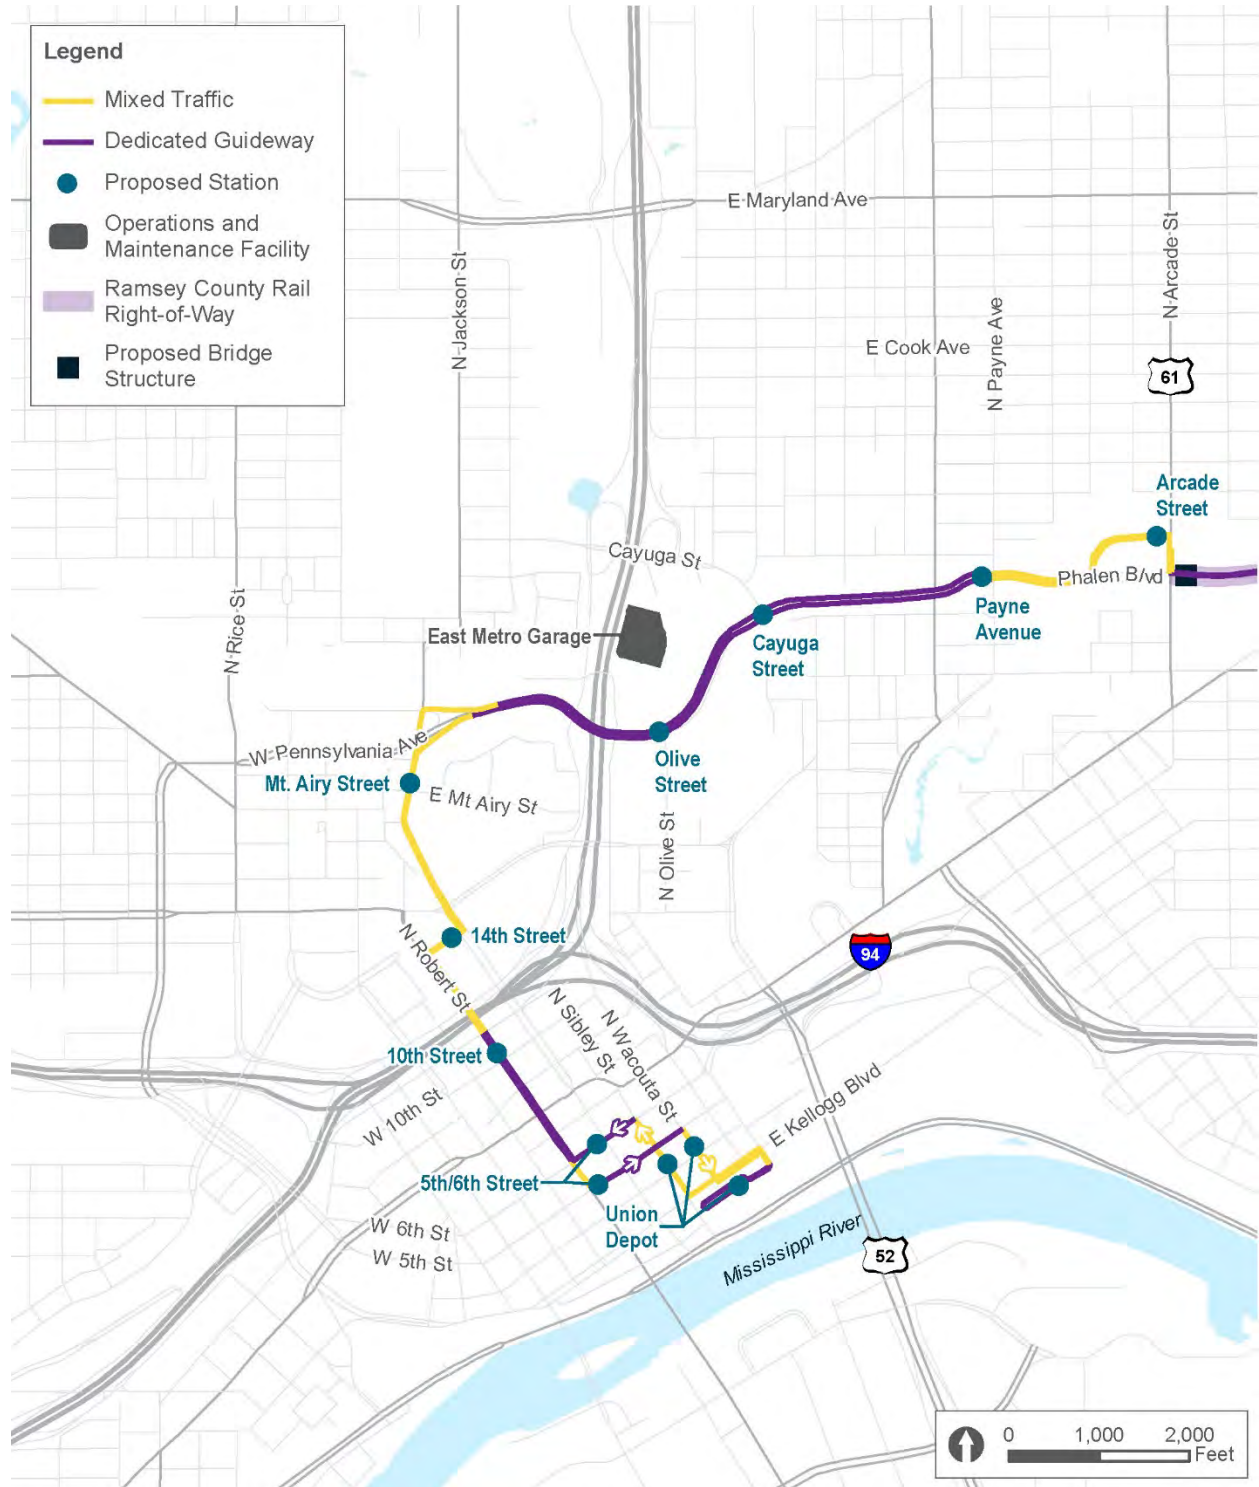 Legend
Mixed Traffic
Dedicated Guideway
Proposed Station
Operations and
Maintenance Facility
Ramsey County Rail
Right-of-Way
Proposed Bridge
Structure
E Maryland Ave
N Arcade St
N Jackson St
E Cook Ave
N Payne Ave
61
Arcade
Street
Cayuga St
Phalen Blvd
N Rice St
East Metro Garage
Payne
Avenue
Cayuga
Street
W Pennsylvania Ave
Olive
Street
Mt. Airy Street
E Mt Airy St
N Olive St
14th Street
N Robert St
94
N Sibley St
N Wacouta St
10th Street
E Kellogg Blvd
W 10th St
5th/6th Street
Union
Depot
W 6th St
W 5th St
Mississippi River
52
0 1,000 2,000
Feet